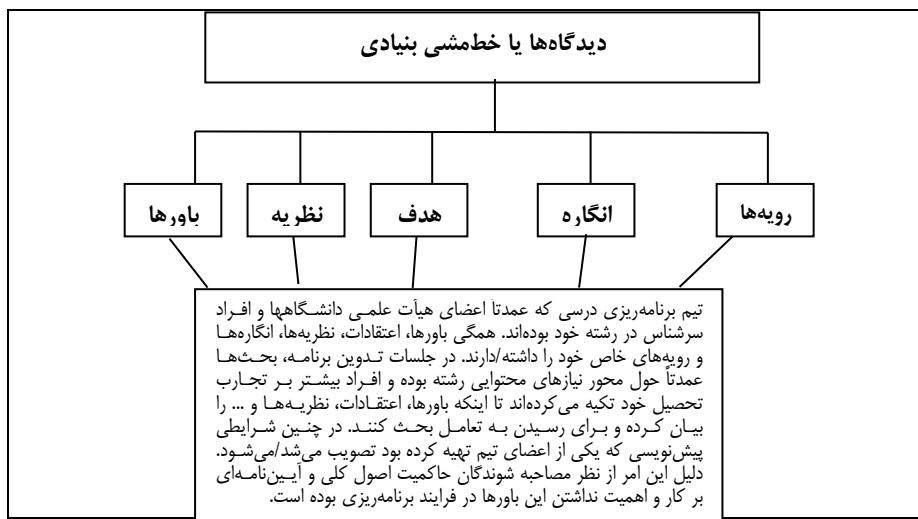 دیدگاه‌ها یا خط‌مشی بنیادی
رویه‌ها
انگاره
هدف
نظریه
باورها
تیم برنامه‌ریزی درسی که عمدتاً اعضای هیأت علمی دانشگاهها و افراد
سرشناس در رشته خود بوده‌اند. همگی باورها، اعتقادات، نظریه‌ها، انگاره‌ها
و رویه‌های خاص خود را داشته/دارند. در جلسات تدوین برنامه، بحث‌ها
عمدتاً حول محور نیازهای محتوایی رشته بوده و افراد بیشتر بر تجارب
تحصیل خود تکیه می‌کرده‌اند تا اینکه باورها، اعتقادات، نظریه‌ها و ... را
بیان کرده و برای رسیدن به تعامل بحث کنند. در چنین شرایطی
پیش‌نویسی که یکی از اعضای تیم تهیه کرده بود تصویب می‌شد/می‌شود.
دلیل این امر از نظر مصاحبه شوندگان حاکمیت اصول کلی و آیین‌نامه‌ای
بر کار و اهمیت نداشتن این باورها در فرایند برنامه‌ریزی بوده است.